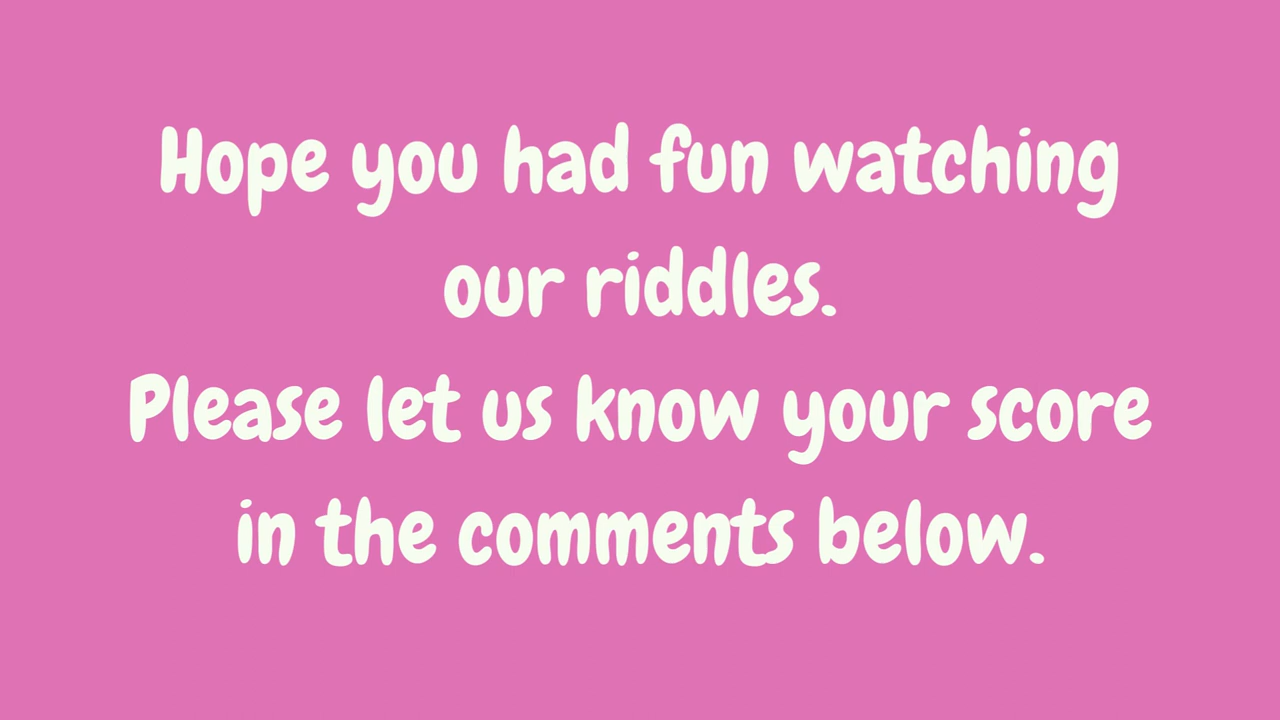 Hope you had fun watching
our riddles.
Please let us know your score
in the comments below.